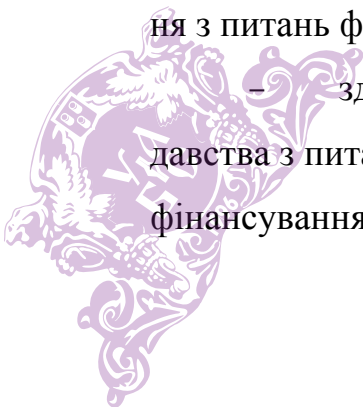 ня з питань ф
– зд
давства з пита
фінансування